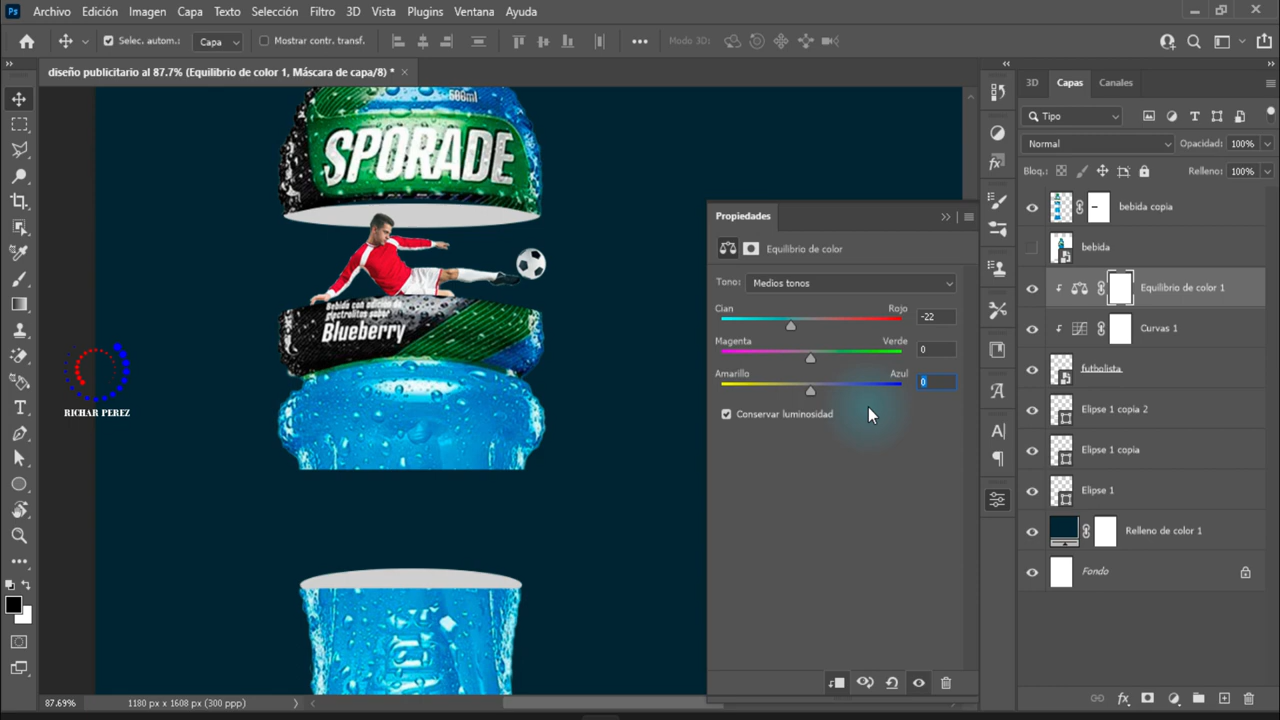 Ps Archivo Edición Imagen Capa Texto Selección Filtro 3D Vista Plugins Ventana Ayuda
Selec. autom.: Capa Mostrar contr. transf. Modo 3D:
diseño publicitario al 87.7% (Equilibrio de color 1, Máscara de capa/8) *
500ml
SPORADE
Bebida con adición de
electrolitos sabor
Blueberry
RICHAR PEREZ
Propiedades
Equilibrio de color
Tono: Medios tonos
Cian Rojo -22
Magenta Verde 0
Amarillo Azul 0
Conservar luminosidad
3D Capas Canales
Tipo
Normal Opacidad: 100%
Bloq.: Relleno: 100%
bebida copia
bebida
Equilibrio de color 1
Curvas 1
futbolista
Elipse 1 copia 2
Elipse 1 copia
Elipse 1
Relleno de color 1
Fondo
87.69% 1180 px x 1608 px (300 ppp)